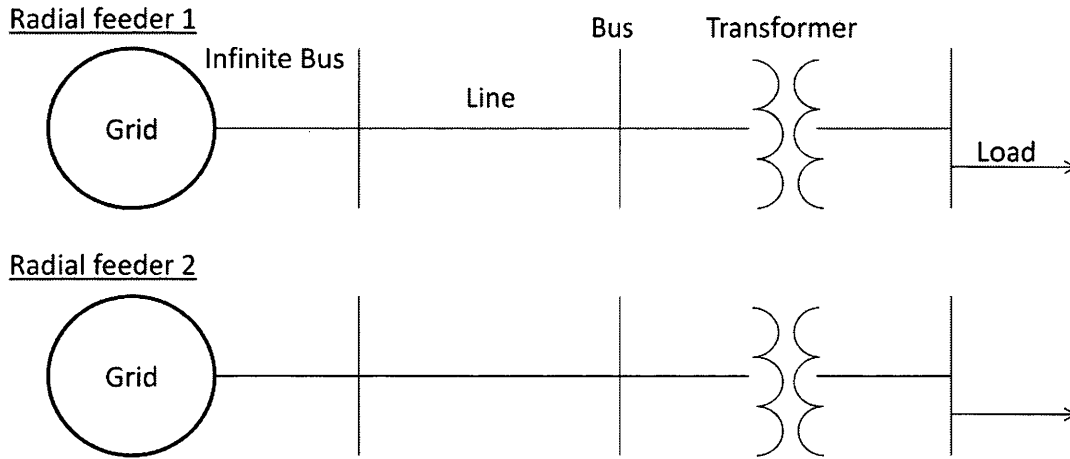 Radial feeder 1
Bus Transformer
Infinite Bus
Line
Grid
Load
Radial feeder 2
Grid